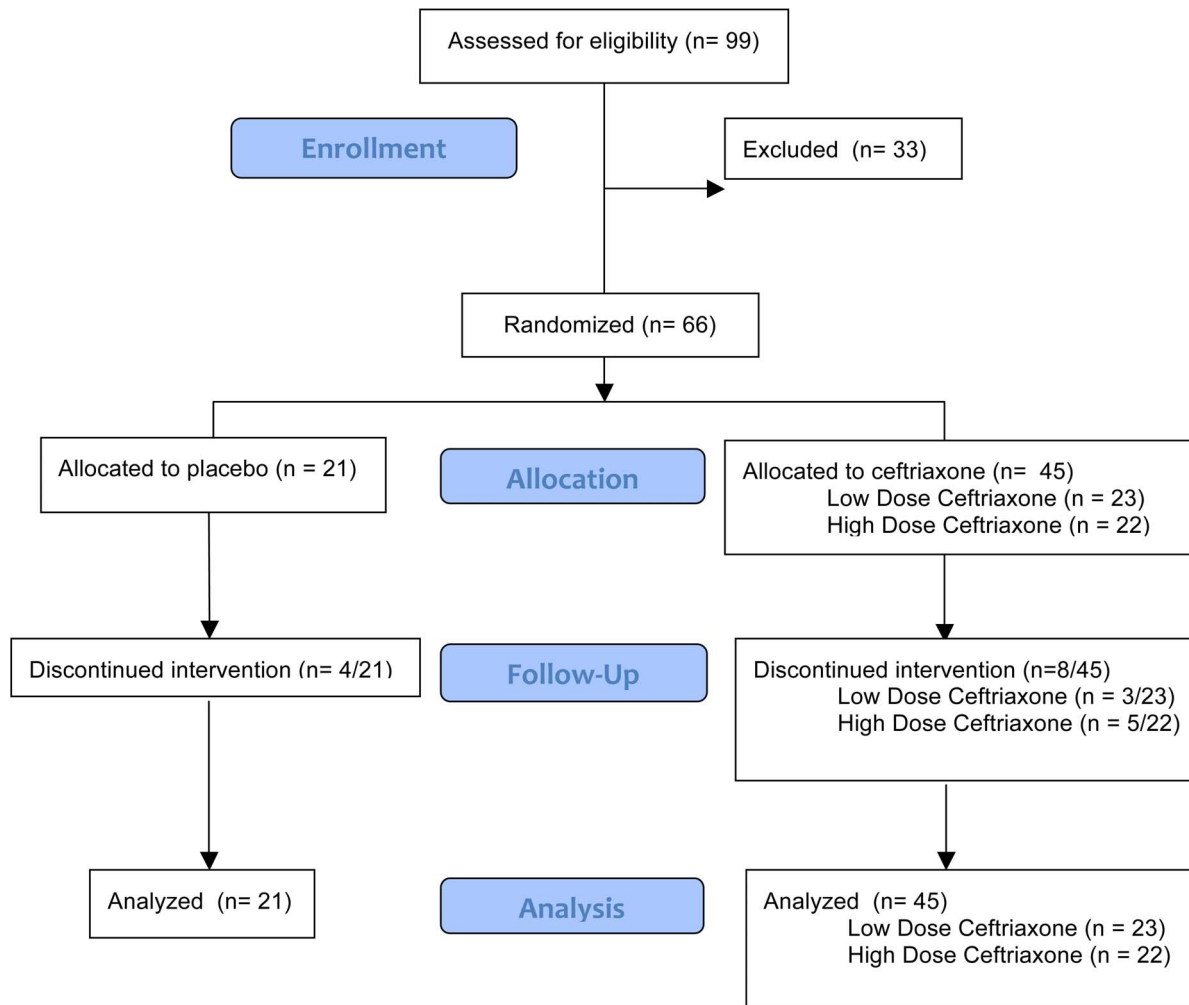 Assessed for eligibility (n= 99)
Enrollment
Excluded (n= 33)
Randomized (n= 66)
Allocated to placebo (n = 21)
Allocation
Allocated to ceftriaxone (n= 45)
Low Dose Ceftriaxone (n = 23)
High Dose Ceftriaxone (n = 22)
Discontinued intervention (n= 4/21)
Follow-Up
Discontinued intervention (n=8/45)
Low Dose Ceftriaxone (n = 3/23)
High Dose Ceftriaxone (n = 5/22)
Analyzed (n= 21)
Analysis
Analyzed (n= 45)
Low Dose Ceftriaxone (n = 23)
High Dose Ceftriaxone (n = 22)